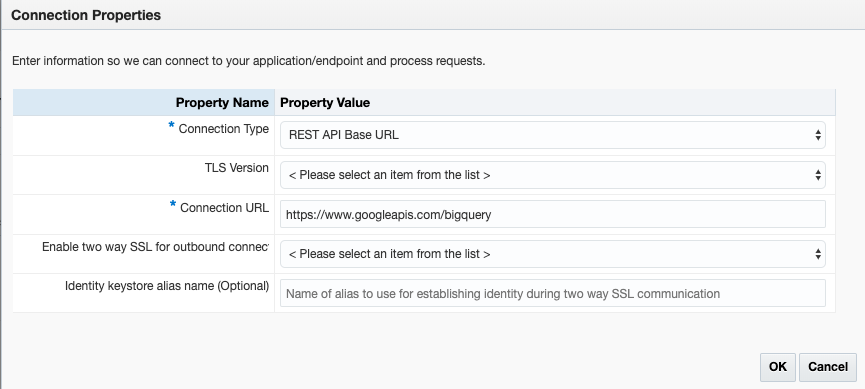 Connection Properties
Enter information so we can connect to your application/endpoint and process requests.
Property Name Property Value
* Connection Type REST API Base URL
TLS Version < Please select an item from the list >
* Connection URL https://www.googleapis.com/bigquery
Enable two way SSL for outbound connec < Please select an item from the list >
Identity keystore alias name (Optional) Name of alias to use for establishing identity during two way SSL communication
OK Cancel